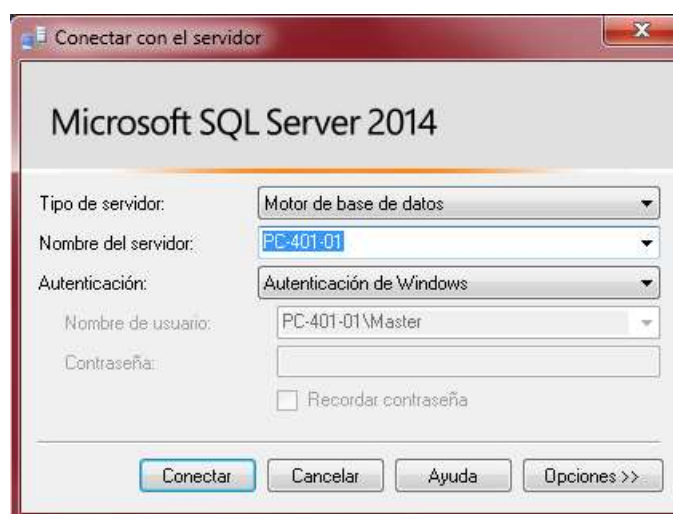 Conectar con el servidor
Microsoft SQL Server 2014
Tipo de servidor: Motor de base de datos
Nombre del servidor: PC-401-01
Autenticación: Autenticación de Windows
Nombre de usuario: PC-401-01\Master
Contraseña:
Recordar contraseña
Conectar Cancelar Ayuda Opciones >>